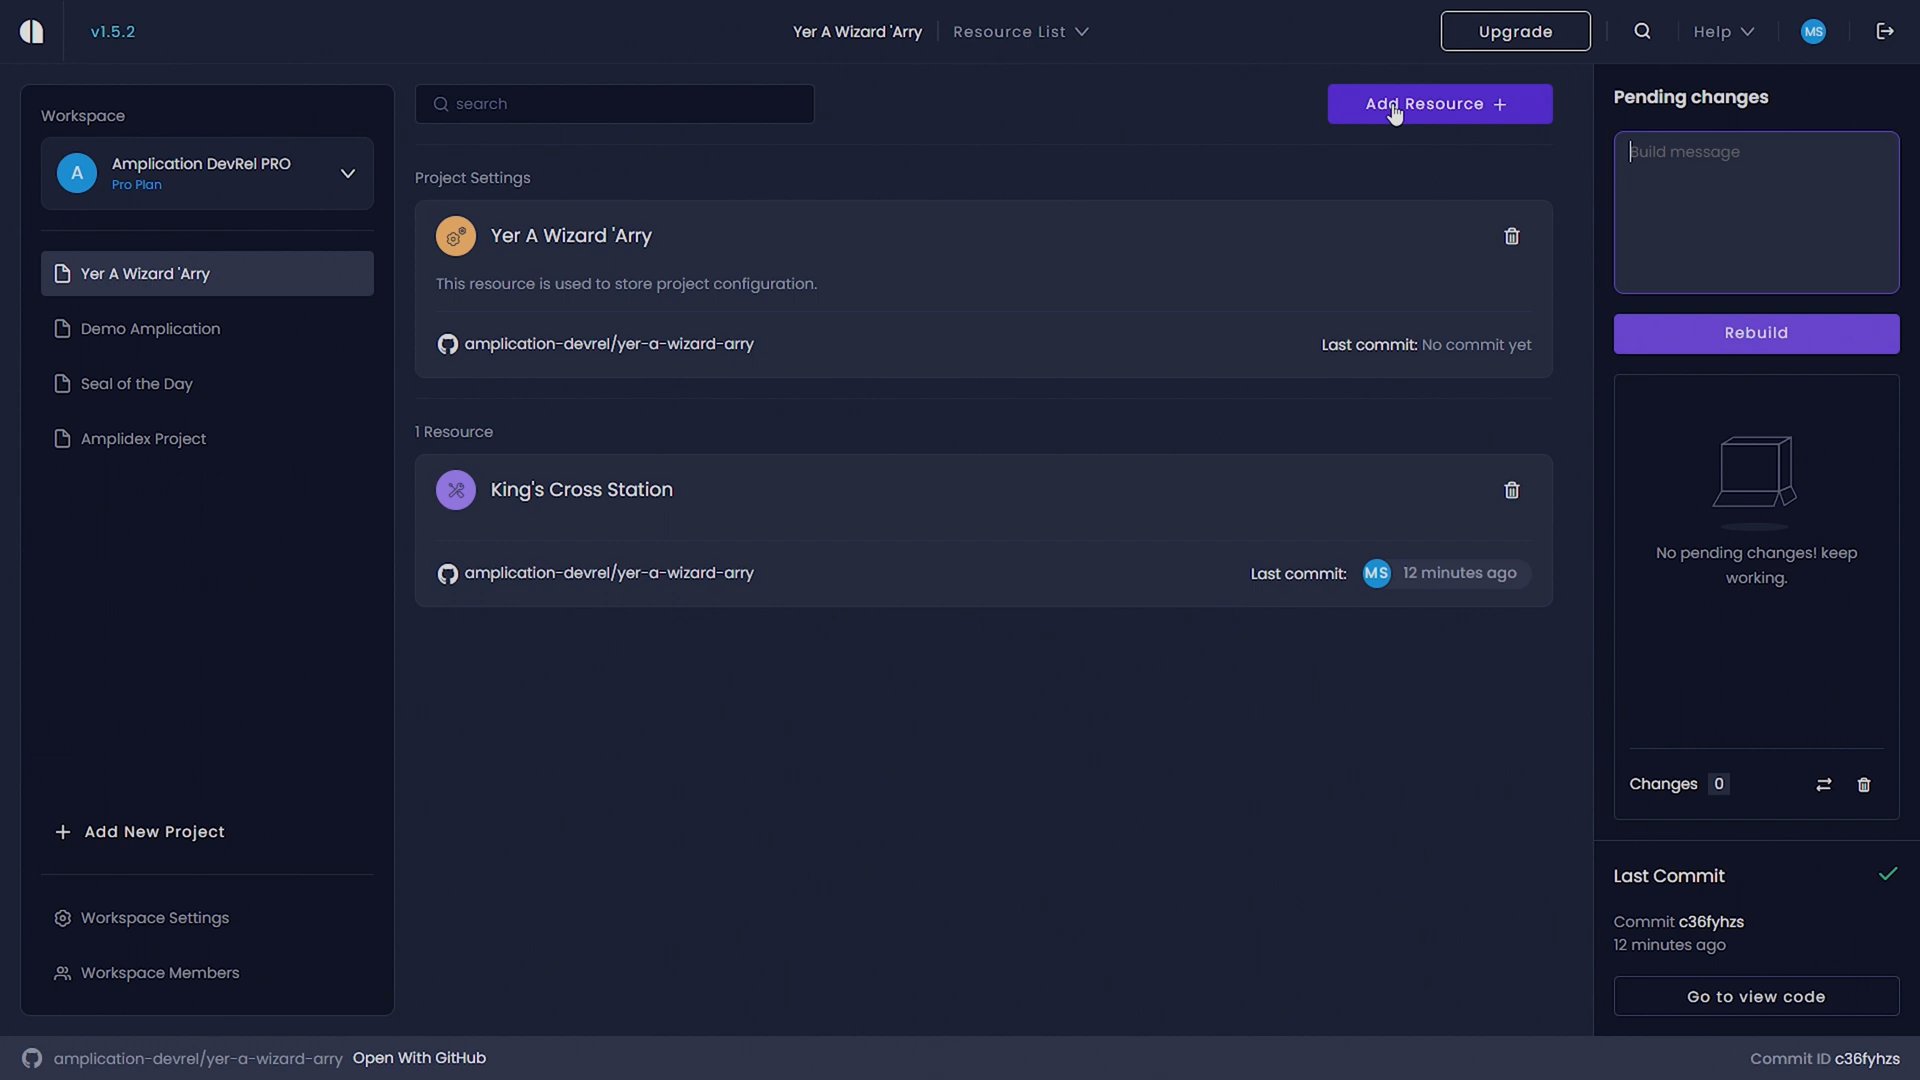 v1.5.2
Yer A Wizard 'Arry
Resource List
Upgrade
Help
MS
Workspace
A
Amplication DevRel PRO
Pro Plan
Yer A Wizard 'Arry
Demo Amplication
Seal of the Day
Amplidex Project
Add New Project
Workspace Settings
Workspace Members
search
Add Resource +
Project Settings
Yer A Wizard 'Arry
This resource is used to store project configuration.
amplication-devrel/yer-a-wizard-arry
Last commit: No commit yet
1 Resource
King's Cross Station
amplication-devrel/yer-a-wizard-arry
Last commit: MS 12 minutes ago
Pending changes
Build message
Rebuild
No pending changes! keep
working.
Changes 0
Last Commit
Commit c36fyhzs
12 minutes ago
Go to view code
amplication-devrel/yer-a-wizard-arry Open With GitHub
Commit ID c36fyhzs